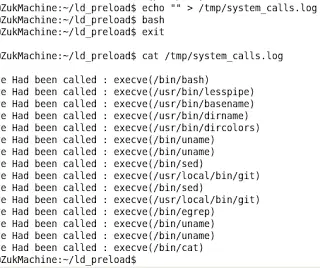 ZukMachine:~/ld_preload$ echo "" > /tmp/system_calls.log
ZukMachine:~/ld_preload$ bash
ZukMachine:~/ld_preload$ exit
ZukMachine:~/ld_preload$ cat /tmp/system_calls.log
e Had been called : execve(/bin/bash)
e Had been called : execve(/usr/bin/lesspipe)
e Had been called : execve(/usr/bin/basename)
e Had been called : execve(/usr/bin/dirname)
e Had been called : execve(/usr/bin/dircolors)
e Had been called : execve(/bin/uname)
e Had been called : execve(/bin/uname)
e Had been called : execve(/bin/sed)
e Had been called : execve(/usr/local/bin/git)
e Had been called : execve(/bin/sed)
e Had been called : execve(/usr/local/bin/git)
e Had been called : execve(/bin/egrep)
e Had been called : execve(/bin/uname)
e Had been called : execve(/bin/uname)
e Had been called : execve(/bin/cat)
ZukMachine:~/ld_preload$